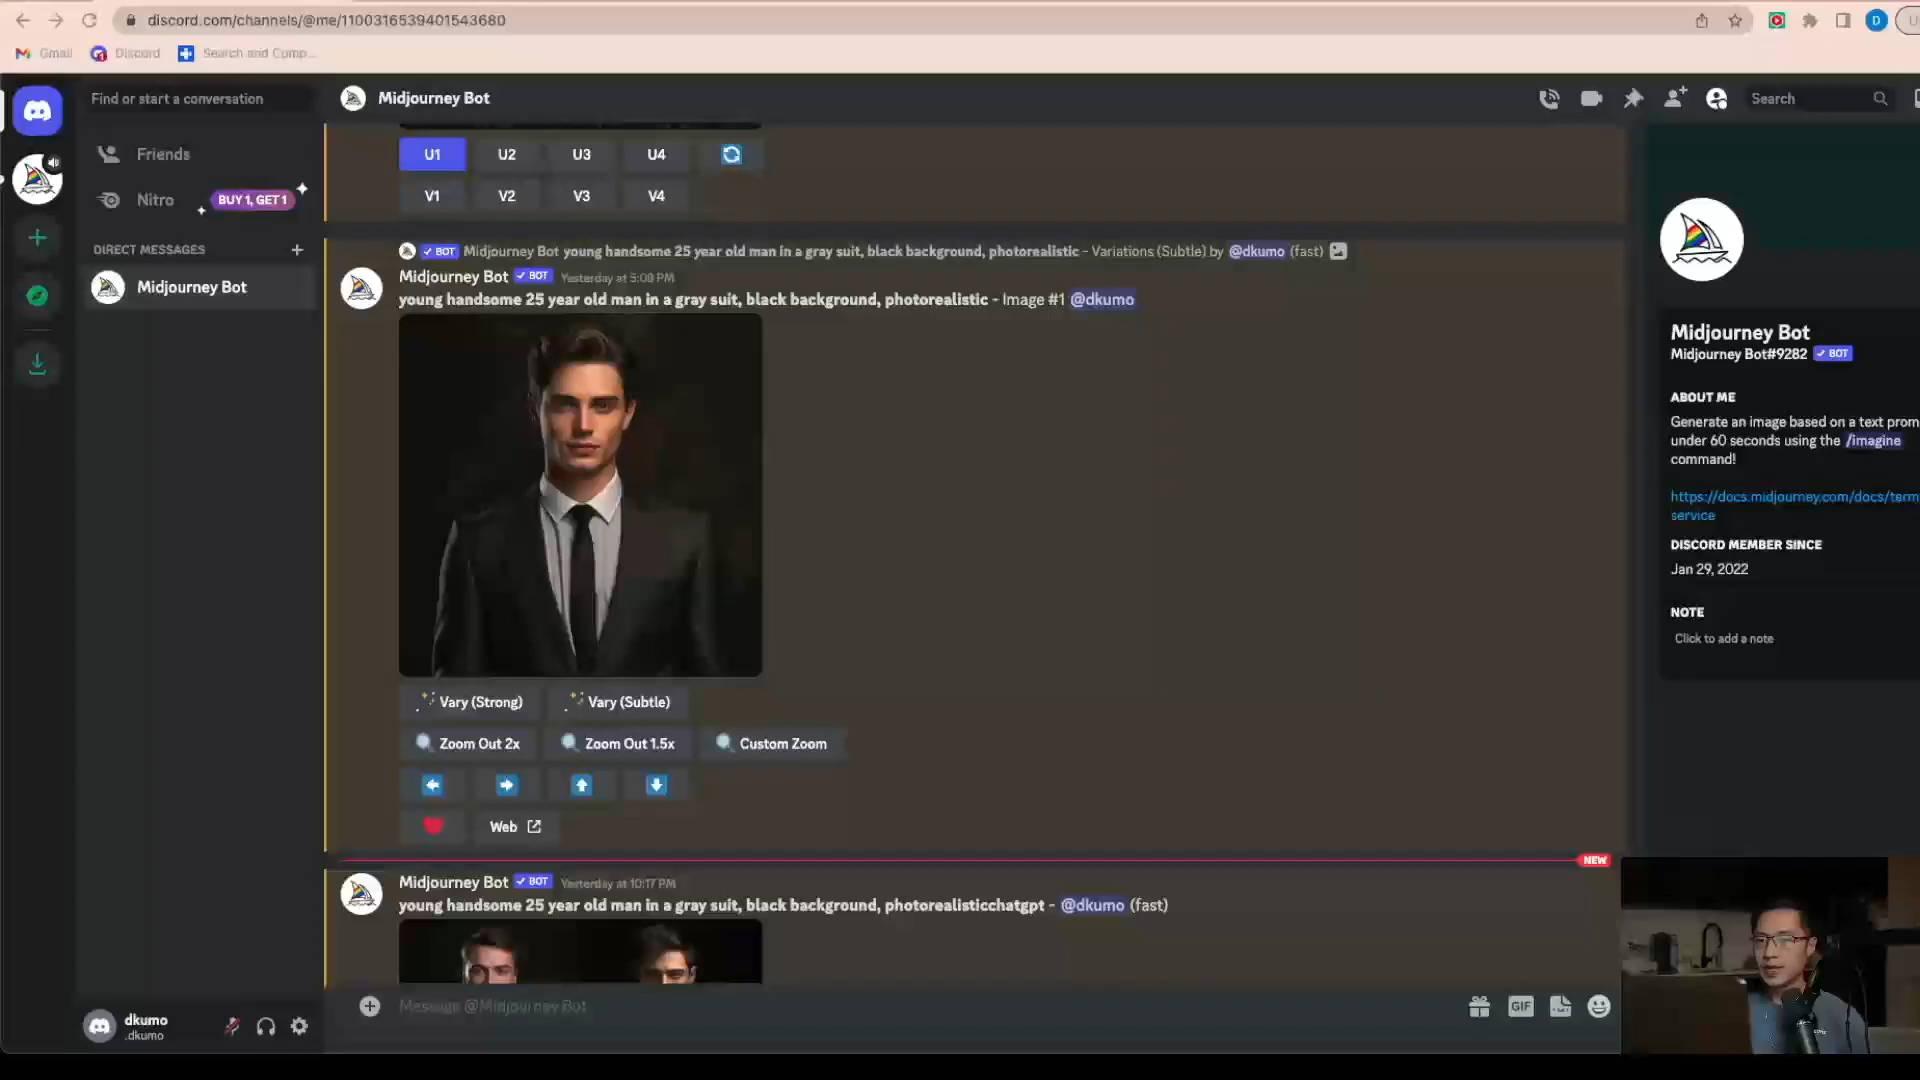 discord.com/channels/@me/1100316539401543680
Gmail
Discord
Search and Comp...
Find or start a conversation
Midjourney Bot
Search
Friends
Nitro
BUY 1, GET 1
DIRECT MESSAGES
Midjourney Bot
U1 U2 U3 U4
V1 V2 V3 V4
BOT Midjourney Bot young handsome 25 year old man in a gray suit, black background, photorealistic - Variations (Subtle) by @dkumo (fast)
Midjourney Bot BOT Yesterday at 5:08 PM
young handsome 25 year old man in a gray suit, black background, photorealistic - Image #1 @dkumo
Vary (Strong) Vary (Subtle)
Zoom Out 2x Zoom Out 1.5x Custom Zoom
Web
NEW
Midjourney Bot BOT Yesterday at 10:17 PM
young handsome 25 year old man in a gray suit, black background, photorealisticchatgpt - @dkumo (fast)
Message @Midjourney Bot
GIF
dkumo
.dkumo
Midjourney Bot
Midjourney Bot#9282 BOT
ABOUT ME
Generate an image based on a text prom
under 60 seconds using the /imagine
command!
https://docs.midjourney.com/docs/term
service
DISCORD MEMBER SINCE
Jan 29, 2022
NOTE
Click to add a note
D